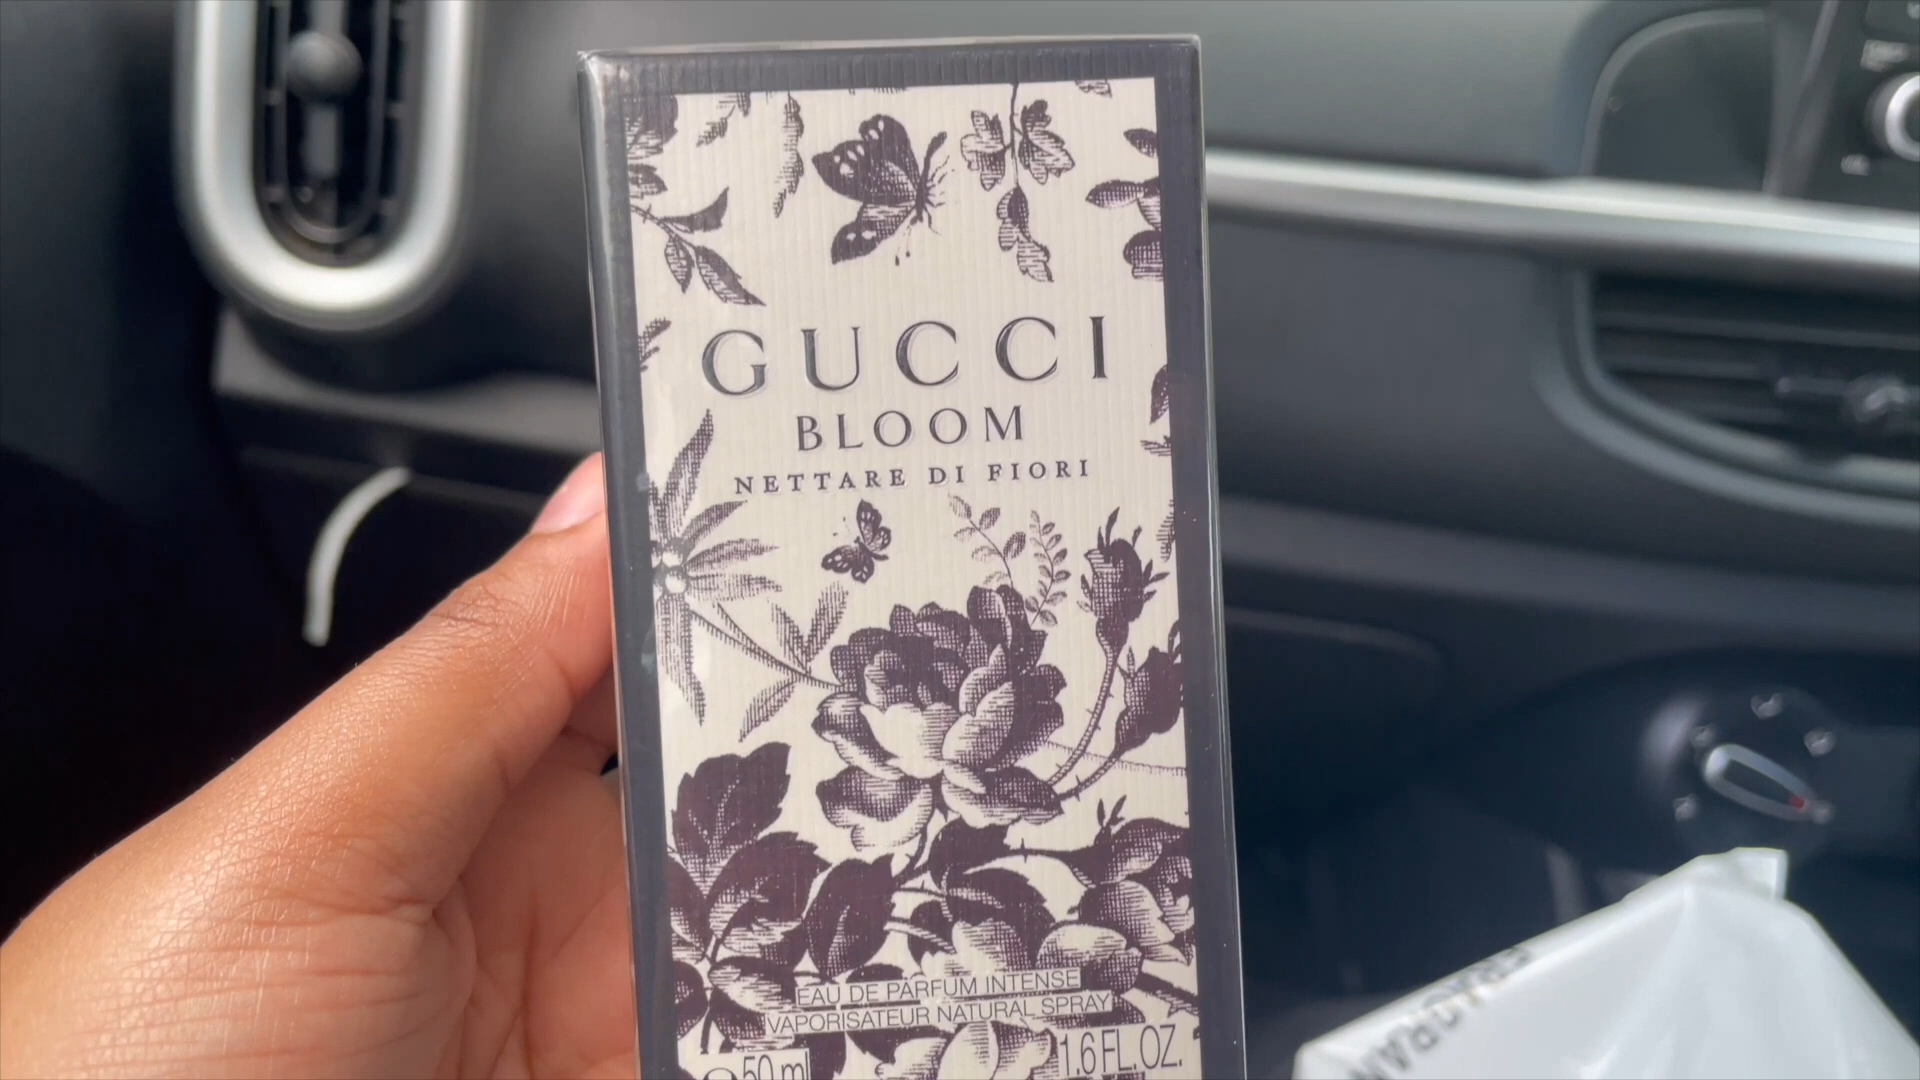 GUCCI
BLOOM
NETTARE DI FIORI
EAU DE PARFUM INTENSE
VAPORISATEUR NATURAL SPRAY
50 ml 1.6 FL.OZ.